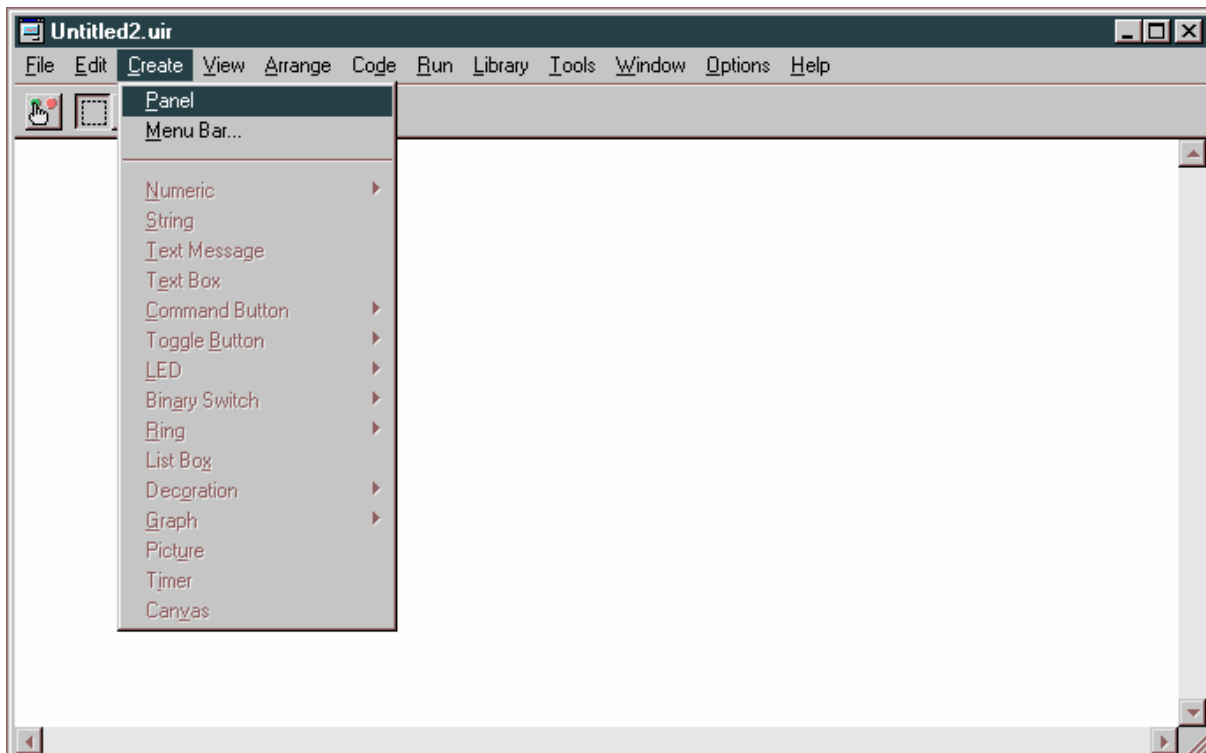 Untitled2.uir
File Edit Create View Arrange Code Run Library Tools Window Options Help
Panel
Menu Bar...
Numeric
String
Text Message
Text Box
Command Button
Toggle Button
LED
Binary Switch
Ring
List Box
Decoration
Graph
Picture
Timer
Canvas